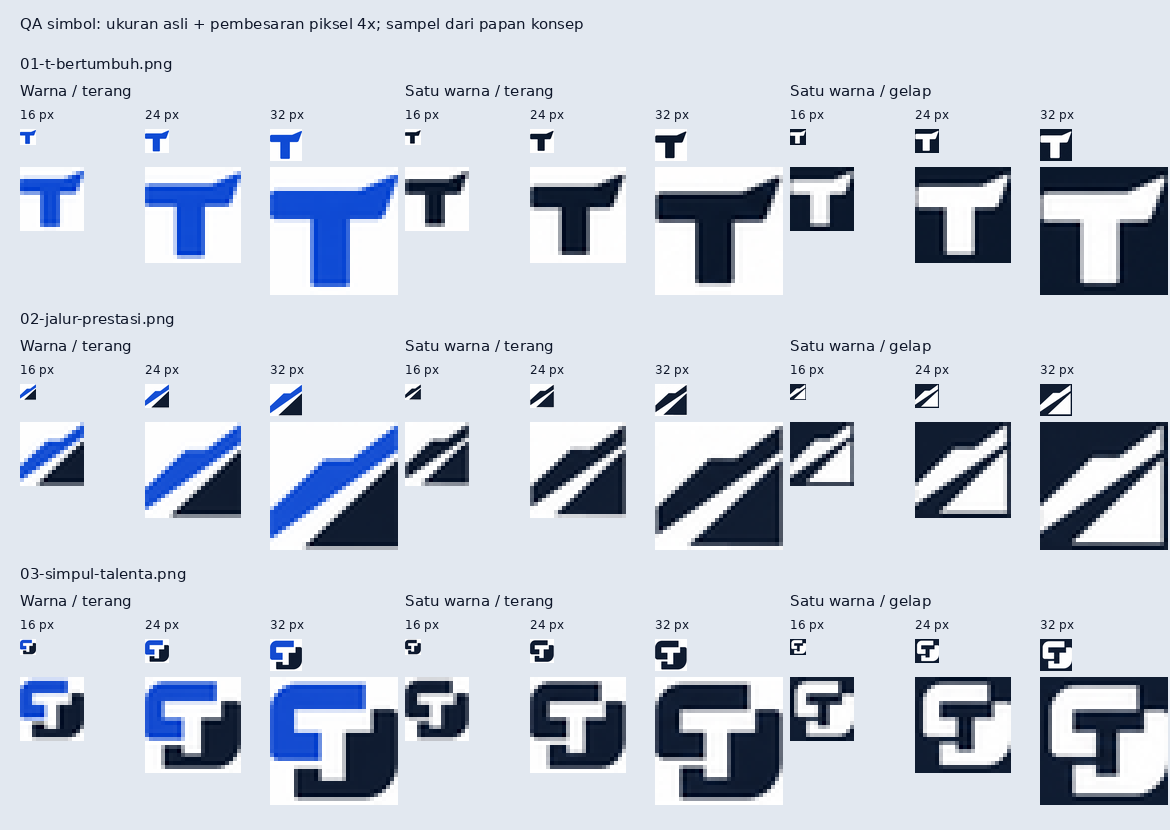 QA simbol: ukuran asli + pembesaran piksel 4x; sampel dari papan konsep
01-t-bertumbuh.png
Warna / terang Satu warna / terang Satu warna / gelap
16 px 24 px 32 px 16 px 24 px 32 px 16 px 24 px 32 px
02-jalur-prestasi.png
Warna / terang Satu warna / terang Satu warna / gelap
16 px 24 px 32 px 16 px 24 px 32 px 16 px 24 px 32 px
03-simpul-talenta.png
Warna / terang Satu warna / terang Satu warna / gelap
16 px 24 px 32 px 16 px 24 px 32 px 16 px 24 px 32 px